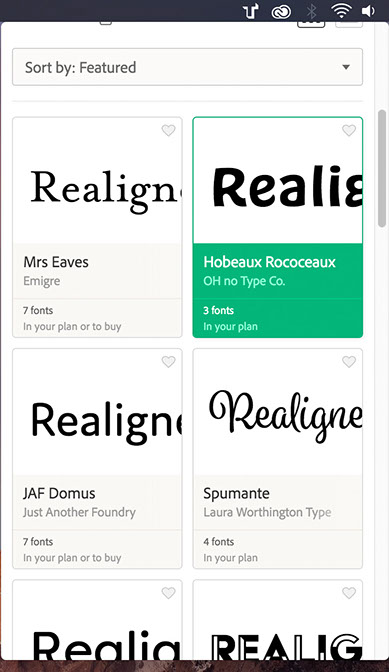 Sort by: Featured
Realigne
Mrs Eaves
Emigre
7 fonts
In your plan or to buy
Realig
Hobeaux Rococeaux
OH no Type Co.
3 fonts
In your plan
Realigne
JAF Domus
Just Another Foundry
7 fonts
In your plan or to buy
Realigne
Spumante
Laura Worthington Type
4 fonts
In your plan
Realig
REALIG